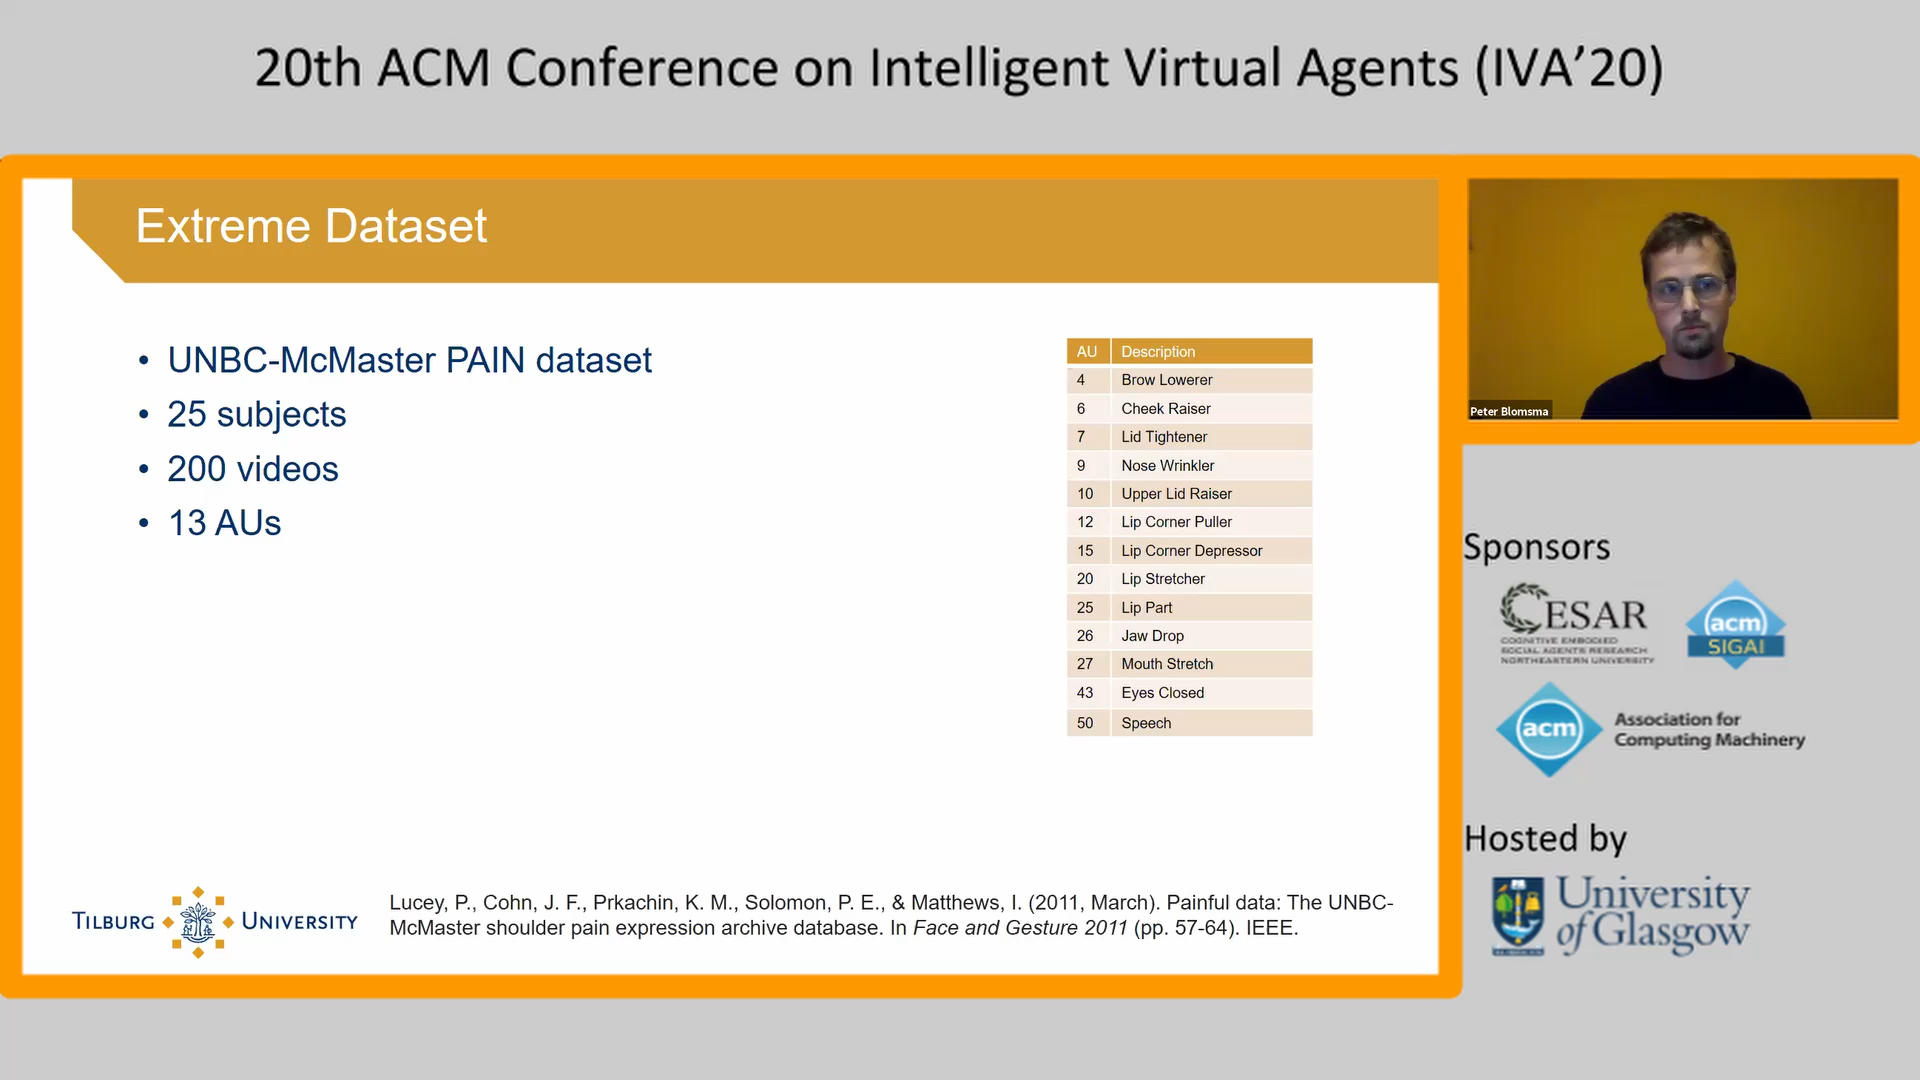 20th ACM Conference on Intelligent Virtual Agents (IVA’20)
Extreme Dataset
• UNBC-McMaster PAIN dataset
• 25 subjects
• 200 videos
• 13 AUs
AU Description
4 Brow Lowerer
6 Cheek Raiser
7 Lid Tightener
9 Nose Wrinkler
10 Upper Lid Raiser
12 Lip Corner Puller
15 Lip Corner Depressor
20 Lip Stretcher
25 Lip Part
26 Jaw Drop
27 Mouth Stretch
43 Eyes Closed
50 Speech
TILBURG UNIVERSITY
Lucey, P., Cohn, J. F., Prkachin, K. M., Solomon, P. E., & Matthews, I. (2011, March). Painful data: The UNBC-
McMaster shoulder pain expression archive database. In Face and Gesture 2011 (pp. 57-64). IEEE.
Peter Blomsma
Sponsors
CESAR
COGNITIVE EMBODIED
SOCIAL AGENTS RESEARCH
NORTHEASTERN UNIVERSITY
acm
SIGAI
acm
Association for
Computing Machinery
Hosted by
University
of Glasgow